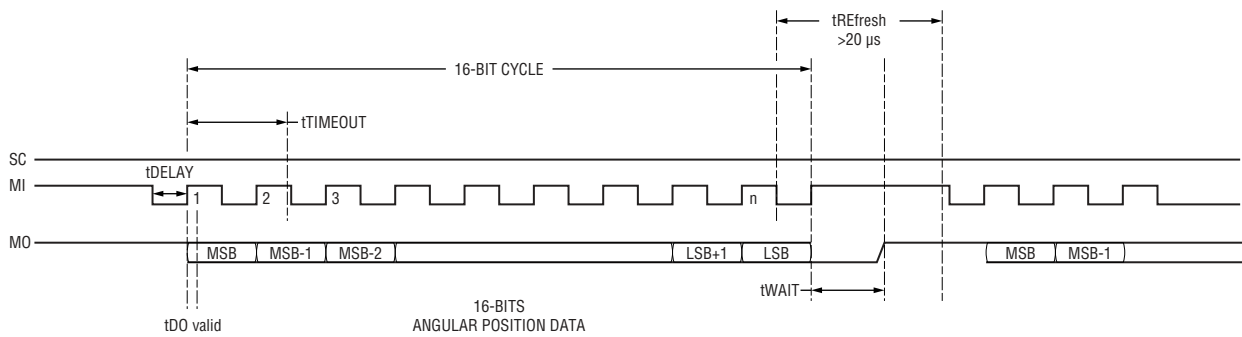 tREfresh
>20 µs
16-BIT CYCLE
tTIMEOUT
SC
tDELAY
MI
1
2
3
n
MO
MSB
MSB-1
MSB-2
LSB+1
LSB
MSB
MSB-1
tWAIT
16-BITS
ANGULAR POSITION DATA
tDO valid